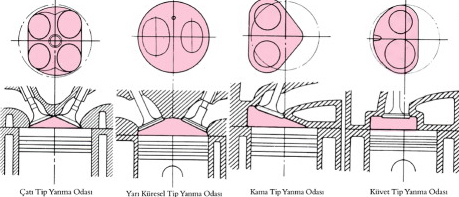 Çatı Tip Yanma Odası
Yarı Küresel Tip Yanma Odası
Kama Tip Yanma Odası
Küvet Tip Yanma Odası